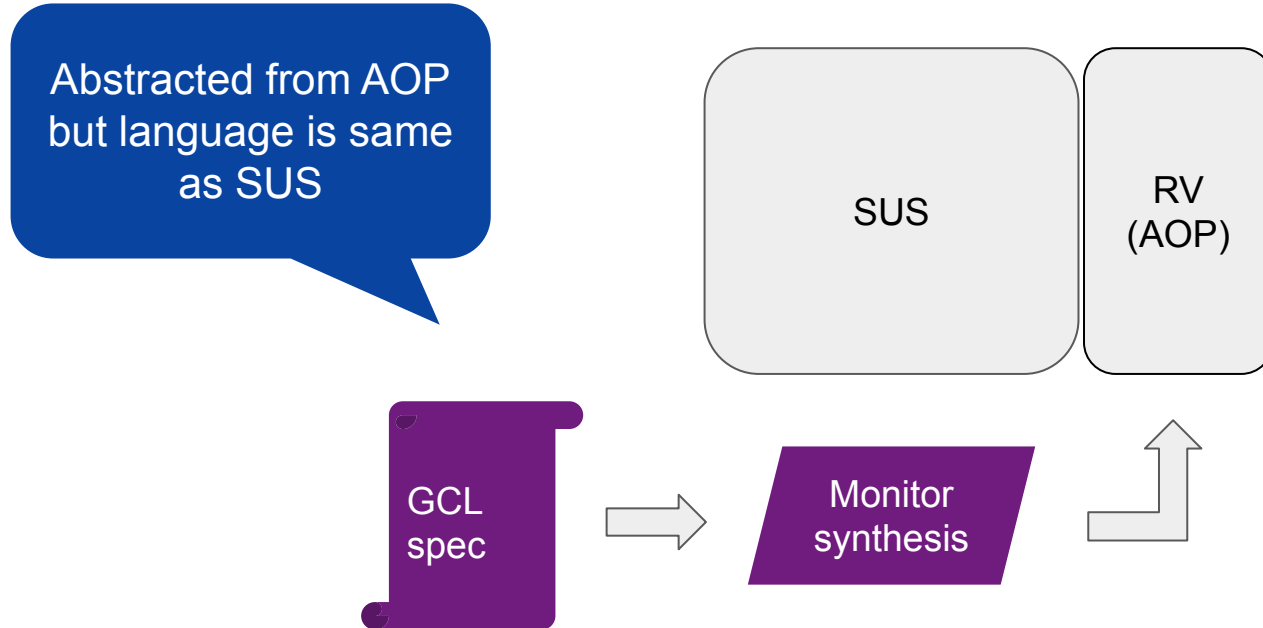 Abstracted from AOP
but language is same
as SUS
SUS
RV
(AOP)
GCL
spec
Monitor
synthesis